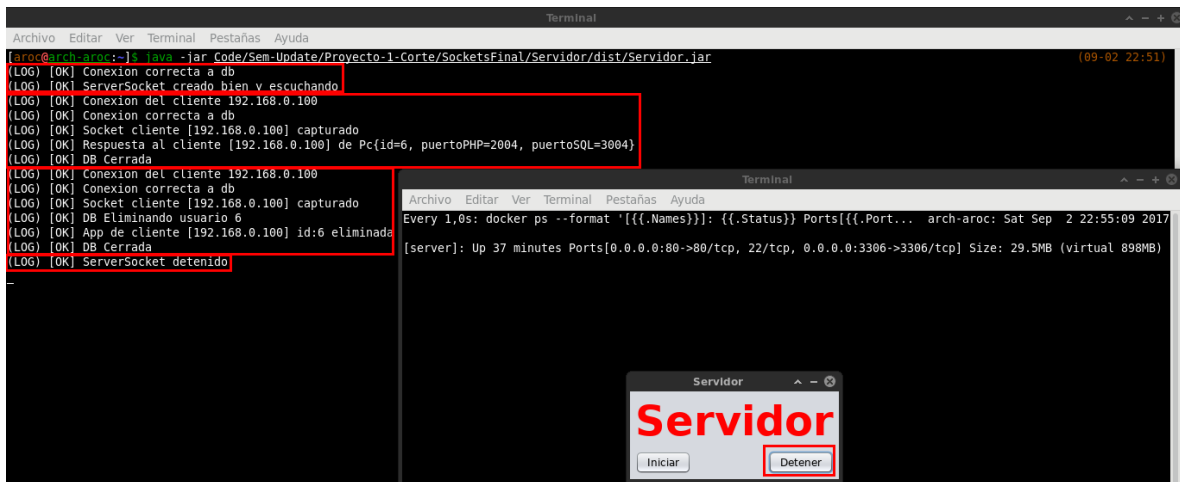 Terminal
Archivo Editar Ver Terminal Pestañas Ayuda
[aroc@arch-aroc:~]$ java -jar Code/Sem-Update/Proyecto-1-Corte/SocketsFinal/Servidor/dist/Servidor.jar (09-02 22:51)
(LOG) [OK] Conexion correcta a db
(LOG) [OK] ServerSocket creado bien y escuchando
(LOG) [OK] Conexion del cliente 192.168.0.100
(LOG) [OK] Conexion correcta a db
(LOG) [OK] Socket cliente [192.168.0.100] capturado
(LOG) [OK] Respuesta al cliente [192.168.0.100] de Pc{id=6, puertoPHP=2004, puertoSQL=3004}
(LOG) [OK] DB Cerrada
(LOG) [OK] Conexion del cliente 192.168.0.100
(LOG) [OK] Conexion correcta a db
(LOG) [OK] Socket cliente [192.168.0.100] capturado
(LOG) [OK] DB Eliminando usuario 6
(LOG) [OK] App de cliente [192.168.0.100] id:6 eliminada
(LOG) [OK] DB Cerrada
(LOG) [OK] ServerSocket detenido
Terminal
Archivo Editar Ver Terminal Pestañas Ayuda
Every 1,0s: docker ps --format '[{{.Names}}]: {{.Status}} Ports[{{.Port... arch-aroc: Sat Sep 2 22:55:09 2017
[server]: Up 37 minutes Ports[0.0.0.0:80->80/tcp, 22/tcp, 0.0.0.0:3306->3306/tcp] Size: 29.5MB (virtual 898MB)
Servidor
Servidor
Iniciar Detener